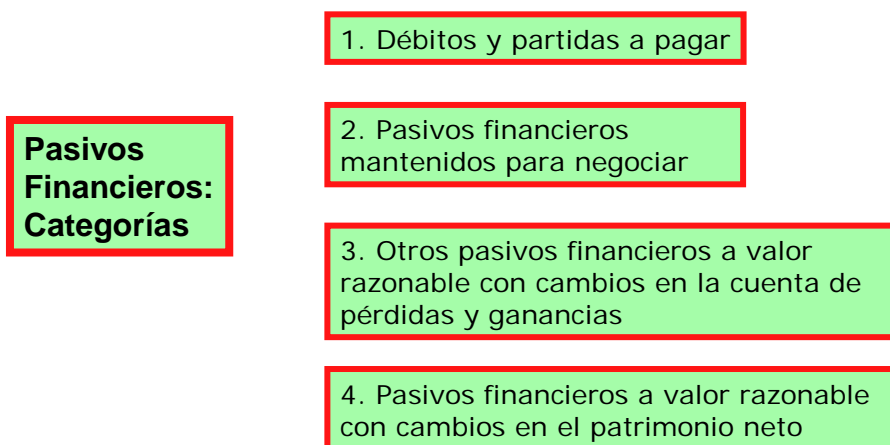 1. Débitos y partidas a pagar
Pasivos
Financieros:
Categorías
2. Pasivos financieros
mantenidos para negociar
3. Otros pasivos financieros a valor
razonable con cambios en la cuenta de
pérdidas y ganancias
4. Pasivos financieros a valor razonable
con cambios en el patrimonio neto